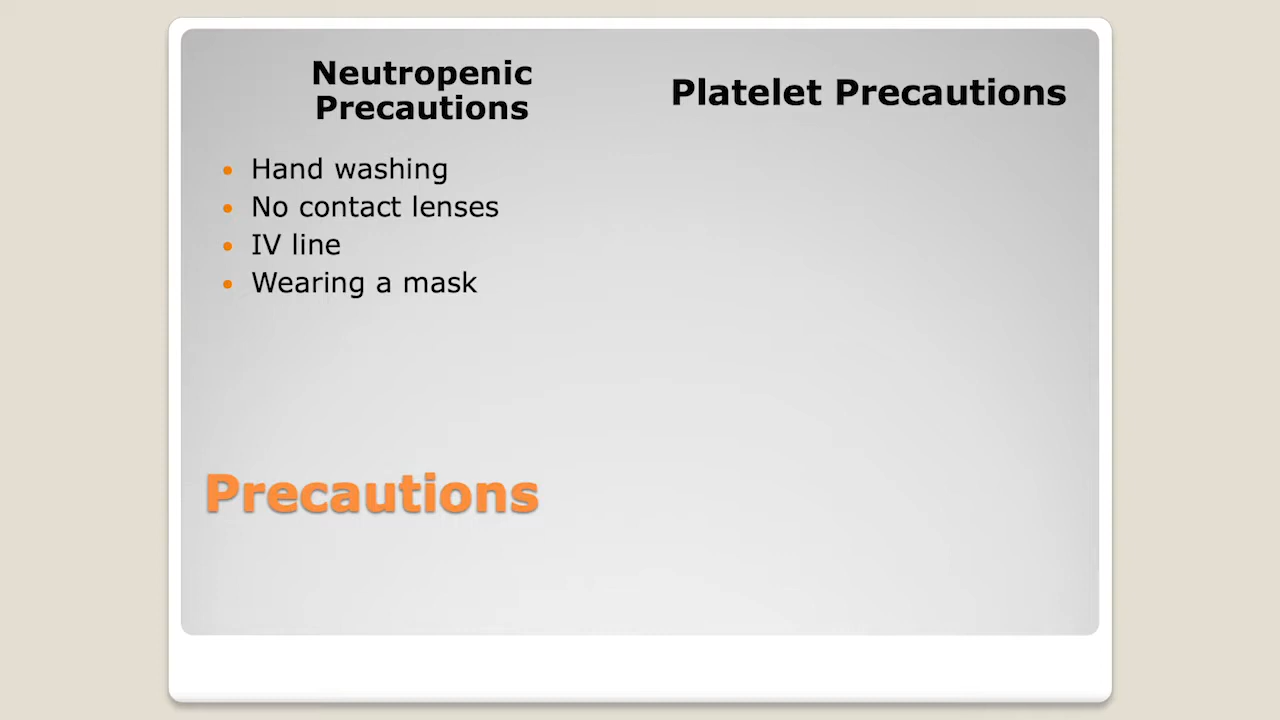 Neutropenic
Precautions
Platelet Precautions
Hand washing
No contact lenses
IV line
Wearing a mask
Precautions